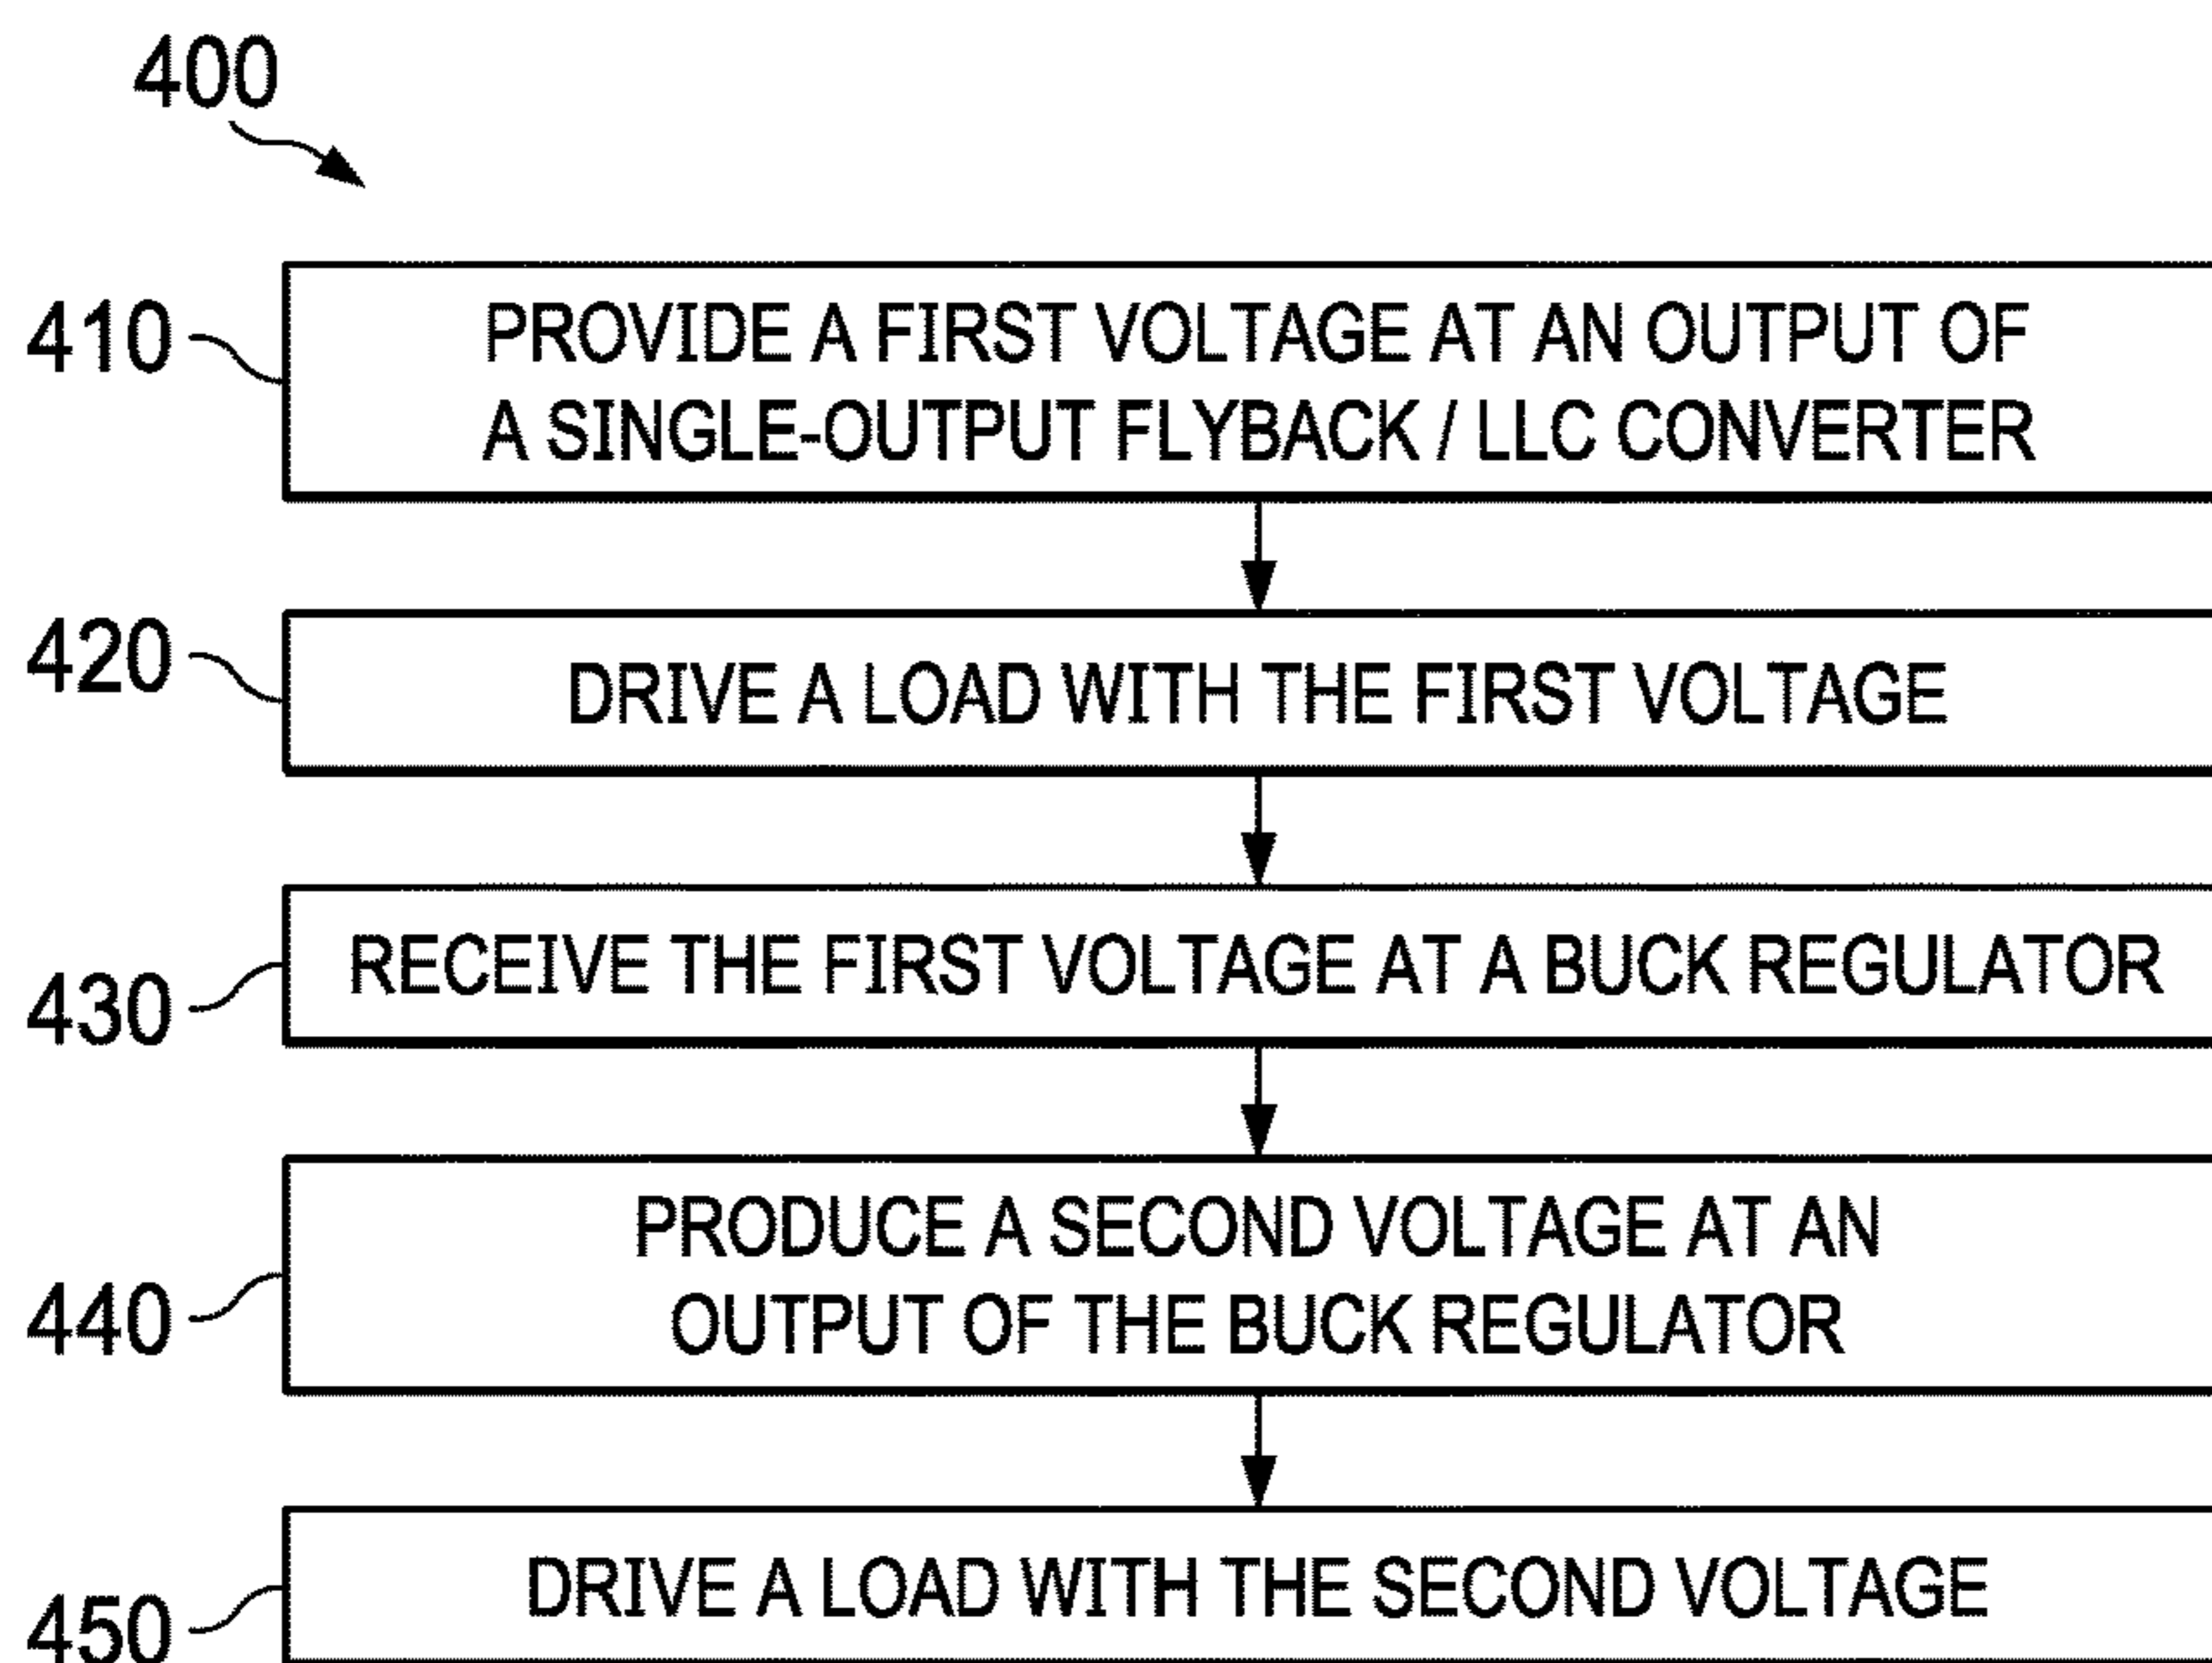 400
410
PROVIDE A FIRST VOLTAGE AT AN OUTPUT OF
A SINGLE-OUTPUT FLYBACK / LLC CONVERTER
420
DRIVE A LOAD WITH THE FIRST VOLTAGE
430
RECEIVE THE FIRST VOLTAGE AT A BUCK REGULATOR
440
PRODUCE A SECOND VOLTAGE AT AN
OUTPUT OF THE BUCK REGULATOR
450
DRIVE A LOAD WITH THE SECOND VOLTAGE